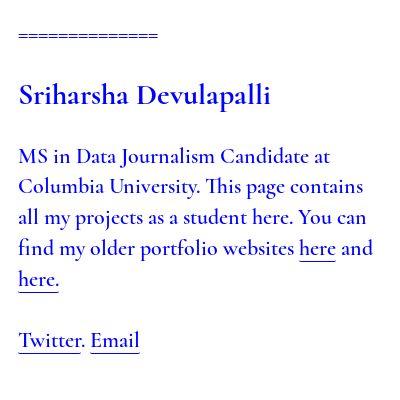 ==============
Sriharsha Devulapalli
MS in Data Journalism Candidate at
Columbia University. This page contains
all my projects as a student here. You can
find my older portfolio websites here and
here.
Twitter. Email